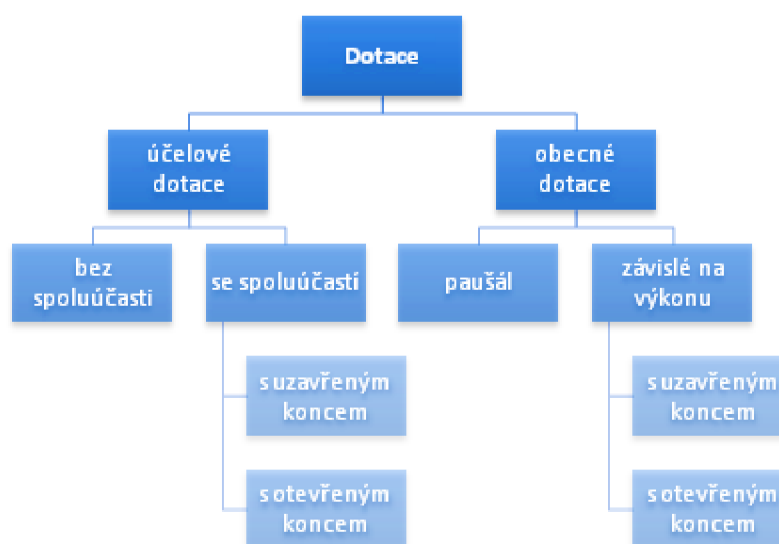 Dotace
účelové
dotace
obecné
dotace
bez
spoluúčasti
se spoluúčastí
paušál
závislé na
výkonu
s uzavřeným
koncem
s uzavřeným
koncem
s otevřeným
koncem
s otevřeným
koncem